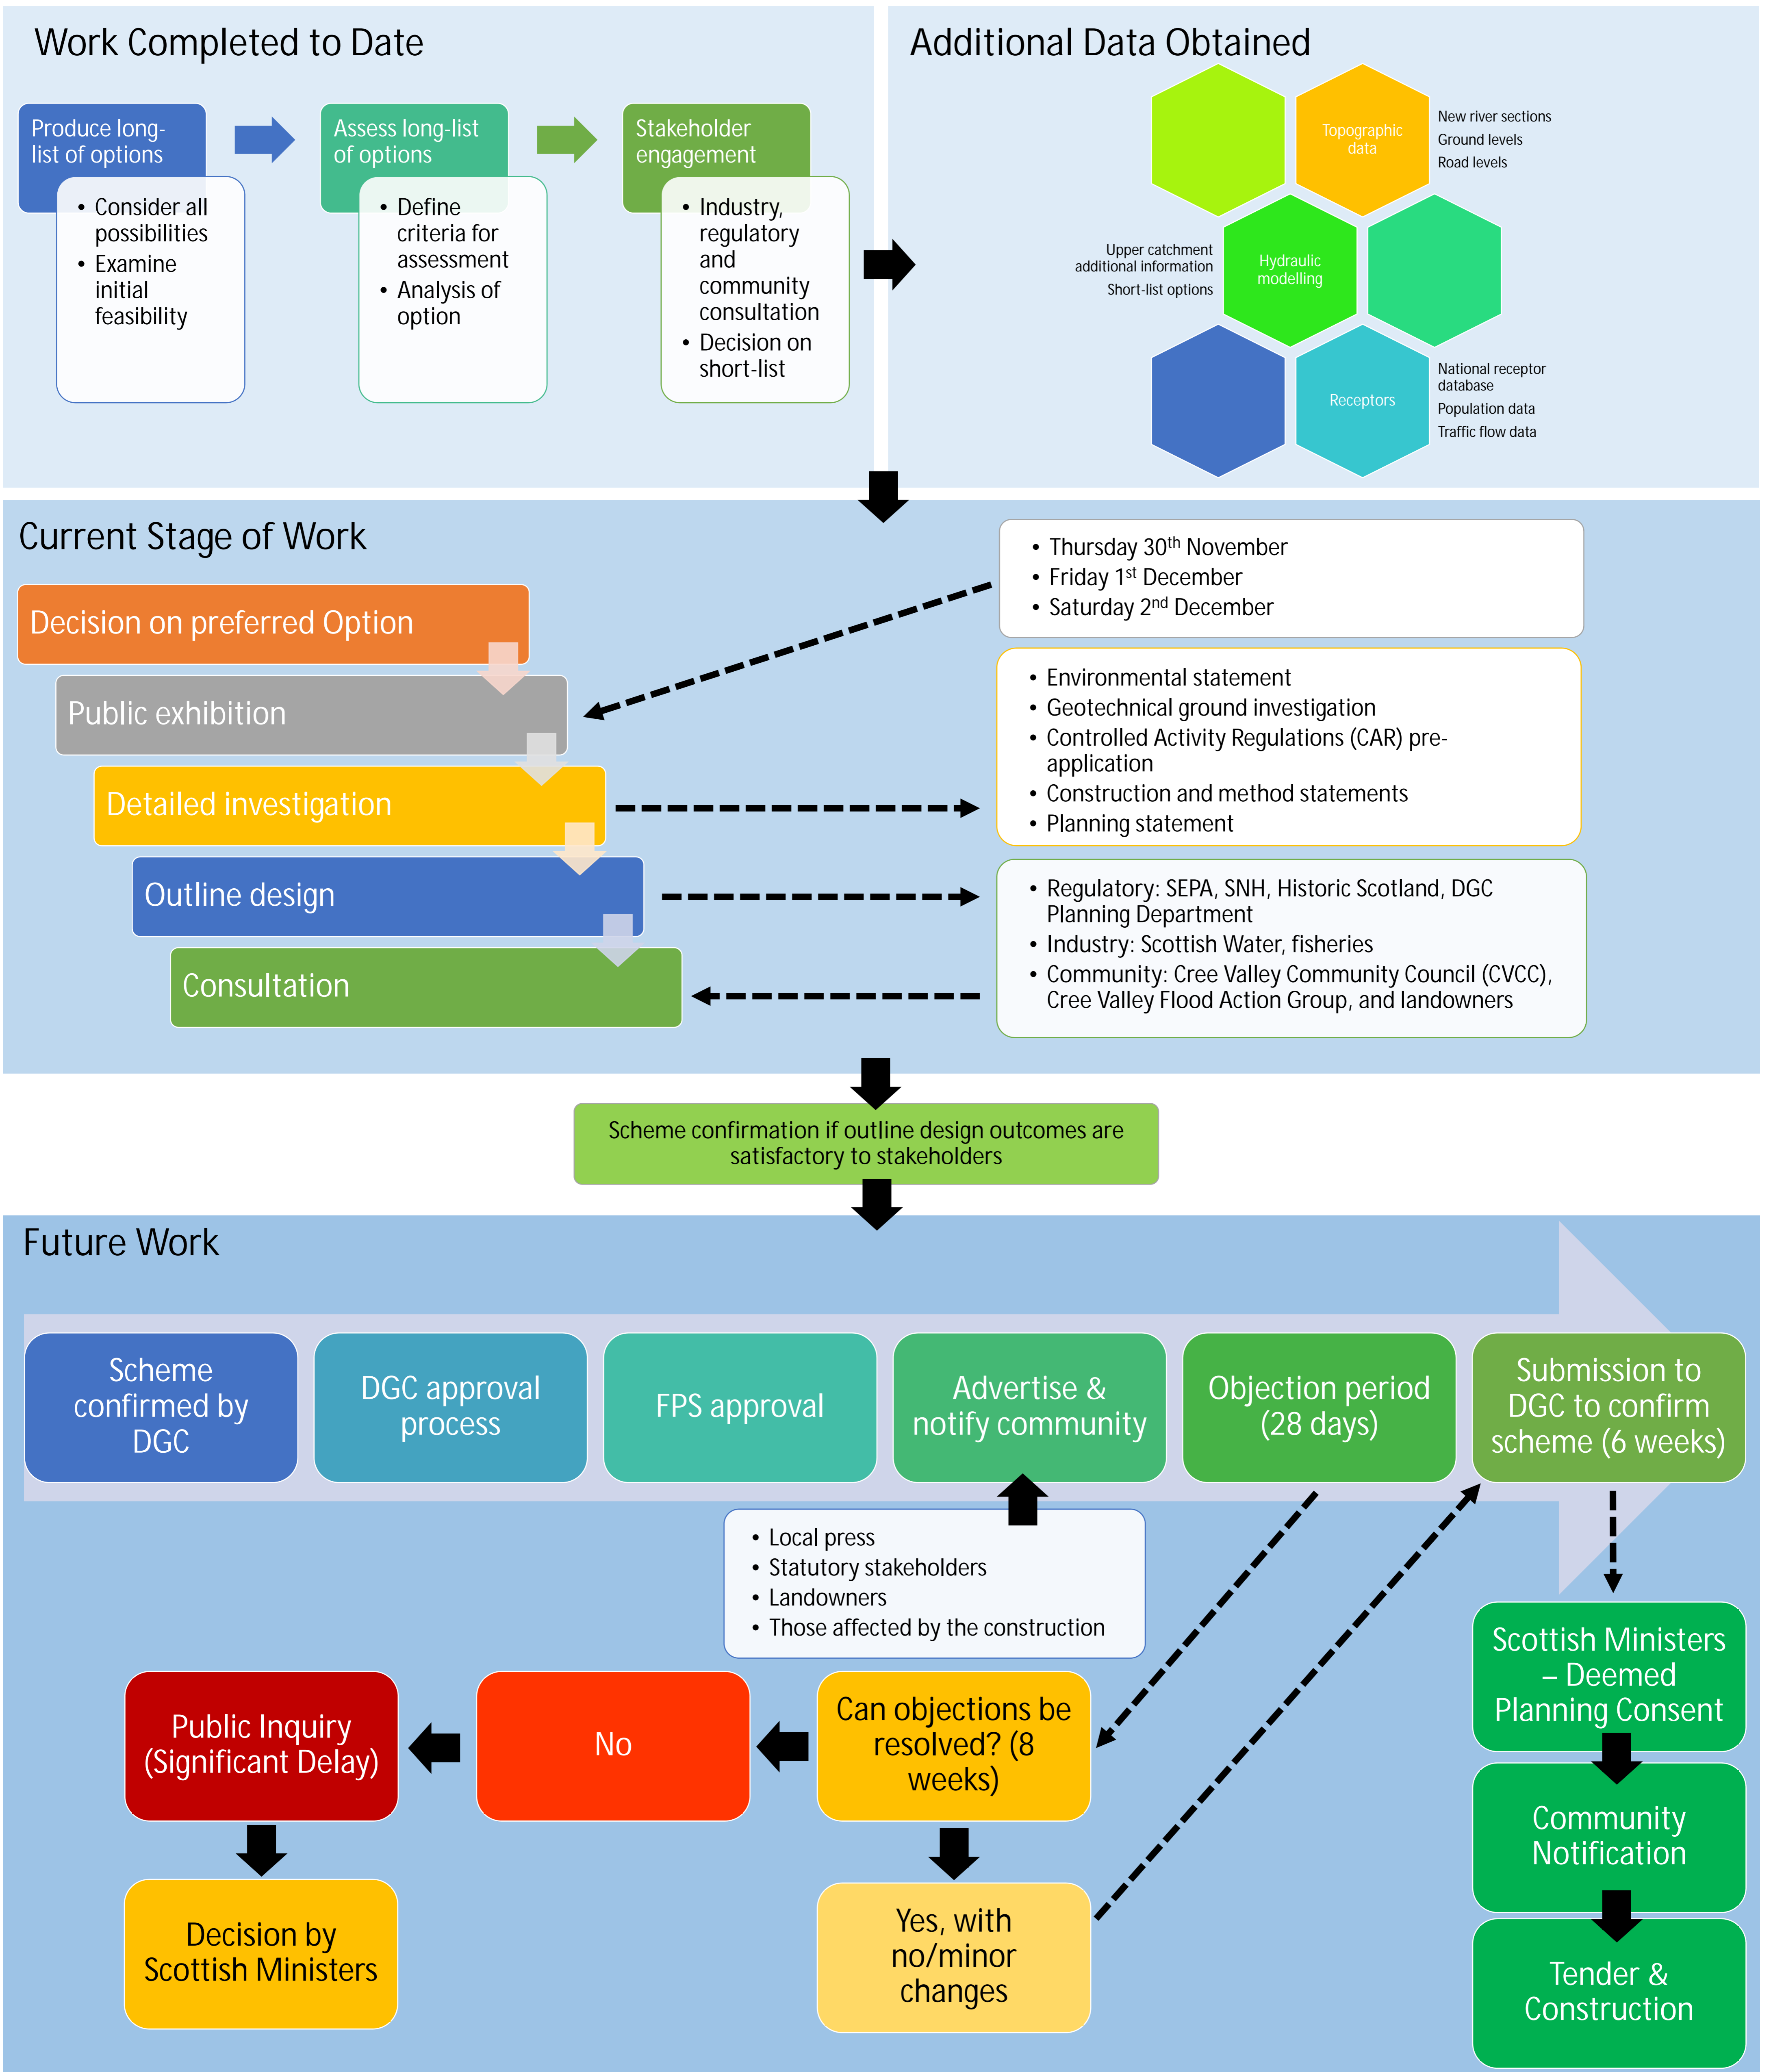 Work Completed to Date
Produce long-
list of options
• Consider all
possibilities
• Examine
initial
feasibility
Assess long-list
of options
• Define
criteria for
assessment
• Analysis of
option
Stakeholder
engagement
• Industry,
regulatory
and
community
consultation
• Decision on
short-list
Additional Data Obtained
Topographic
data
New river sections
Ground levels
Road levels
Upper catchment
additional information
Short-list options
Hydraulic
modelling
Receptors
National receptor
database
Population data
Traffic flow data
Current Stage of Work
Decision on preferred Option
Public exhibition
Detailed investigation
Outline design
Consultation
• Thursday 30th November
• Friday 1st December
• Saturday 2nd December
• Environmental statement
• Geotechnical ground investigation
• Controlled Activity Regulations (CAR) pre-
application
• Construction and method statements
• Planning statement
• Regulatory: SEPA, SNH, Historic Scotland, DGC
Planning Department
• Industry: Scottish Water, fisheries
• Community: Cree Valley Community Council (CVCC),
Cree Valley Flood Action Group, and landowners
Scheme confirmation if outline design outcomes are
satisfactory to stakeholders
Future Work
Scheme
confirmed by
DGC
DGC approval
process
FPS approval
Advertise &
notify community
Objection period
(28 days)
Submission to
DGC to confirm
scheme (6 weeks)
• Local press
• Statutory stakeholders
• Landowners
• Those affected by the construction
Public Inquiry
(Significant Delay)
No
Can objections be
resolved? (8
weeks)
Scottish Ministers
– Deemed
Planning Consent
Community
Notification
Decision by
Scottish Ministers
Yes, with
no/minor
changes
Tender &
Construction